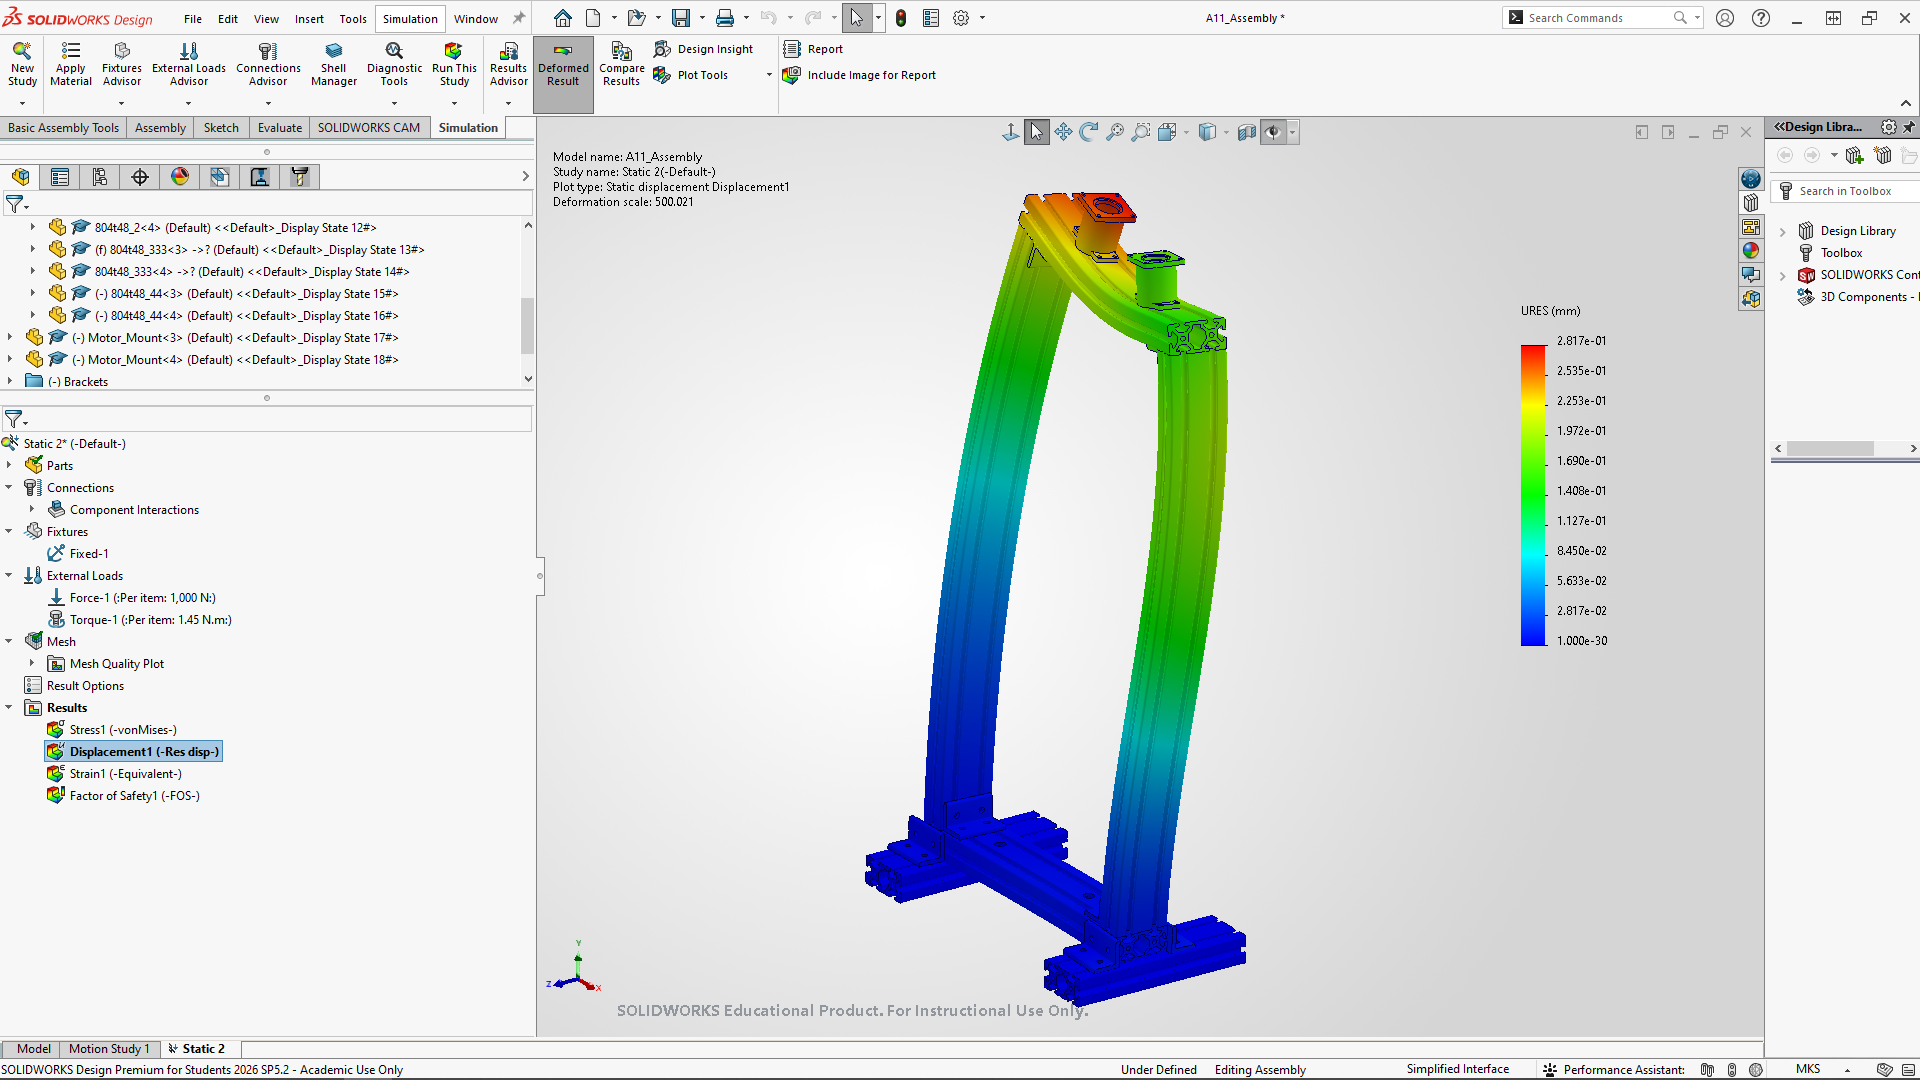 SOLIDWORKS Design
File Edit View Insert Tools Simulation Window
A11_Assembly *
Search Commands
New Study
Apply Material
Fixtures Advisor
External Loads Advisor
Connections Advisor
Shell Manager
Diagnostic Tools
Run This Study
Results Advisor
Deformed Result
Compare Results
Design Insight
Plot Tools
Report
Include Image for Report
Basic Assembly Tools Assembly Sketch Evaluate SOLIDWORKS CAM Simulation
804t48_2<4> (Default) <<Default>_Display State 12#>
(f) 804t48_333<3> ->? (Default) <<Default>_Display State 13#>
804t48_333<4> ->? (Default) <<Default>_Display State 14#>
(-) 804t48_44<3> (Default) <<Default>_Display State 15#>
(-) 804t48_44<4> (Default) <<Default>_Display State 16#>
(-) Motor_Mount<3> (Default) <<Default>_Display State 17#>
(-) Motor_Mount<4> (Default) <<Default>_Display State 18#>
(-) Brackets
Static 2* (-Default-)
Parts
Connections
Component Interactions
Fixtures
Fixed-1
External Loads
Force-1 (:Per item: 1,000 N:)
Torque-1 (:Per item: 1.45 N.m:)
Mesh
Mesh Quality Plot
Result Options
Results
Stress1 (-vonMises-)
Displacement1 (-Res disp-)
Strain1 (-Equivalent-)
Factor of Safety1 (-FOS-)
Model name: A11_Assembly
Study name: Static 2(-Default-)
Plot type: Static displacement Displacement1
Deformation scale: 500.021
URES (mm)
2.817e-01
2.535e-01
2.253e-01
1.972e-01
1.690e-01
1.408e-01
1.127e-01
8.450e-02
5.633e-02
2.817e-02
1.000e-30
Y
Z
X
SOLIDWORKS Educational Product. For Instructional Use Only.
Design Libra...
Search in Toolbox
Design Library
Toolbox
SOLIDWORKS Cont
3D Components -
Model Motion Study 1 Static 2
SOLIDWORKS Design Premium for Students 2026 SP5.2 - Academic Use Only
Under Defined Editing Assembly Simplified Interface Performance Assistant: MKS